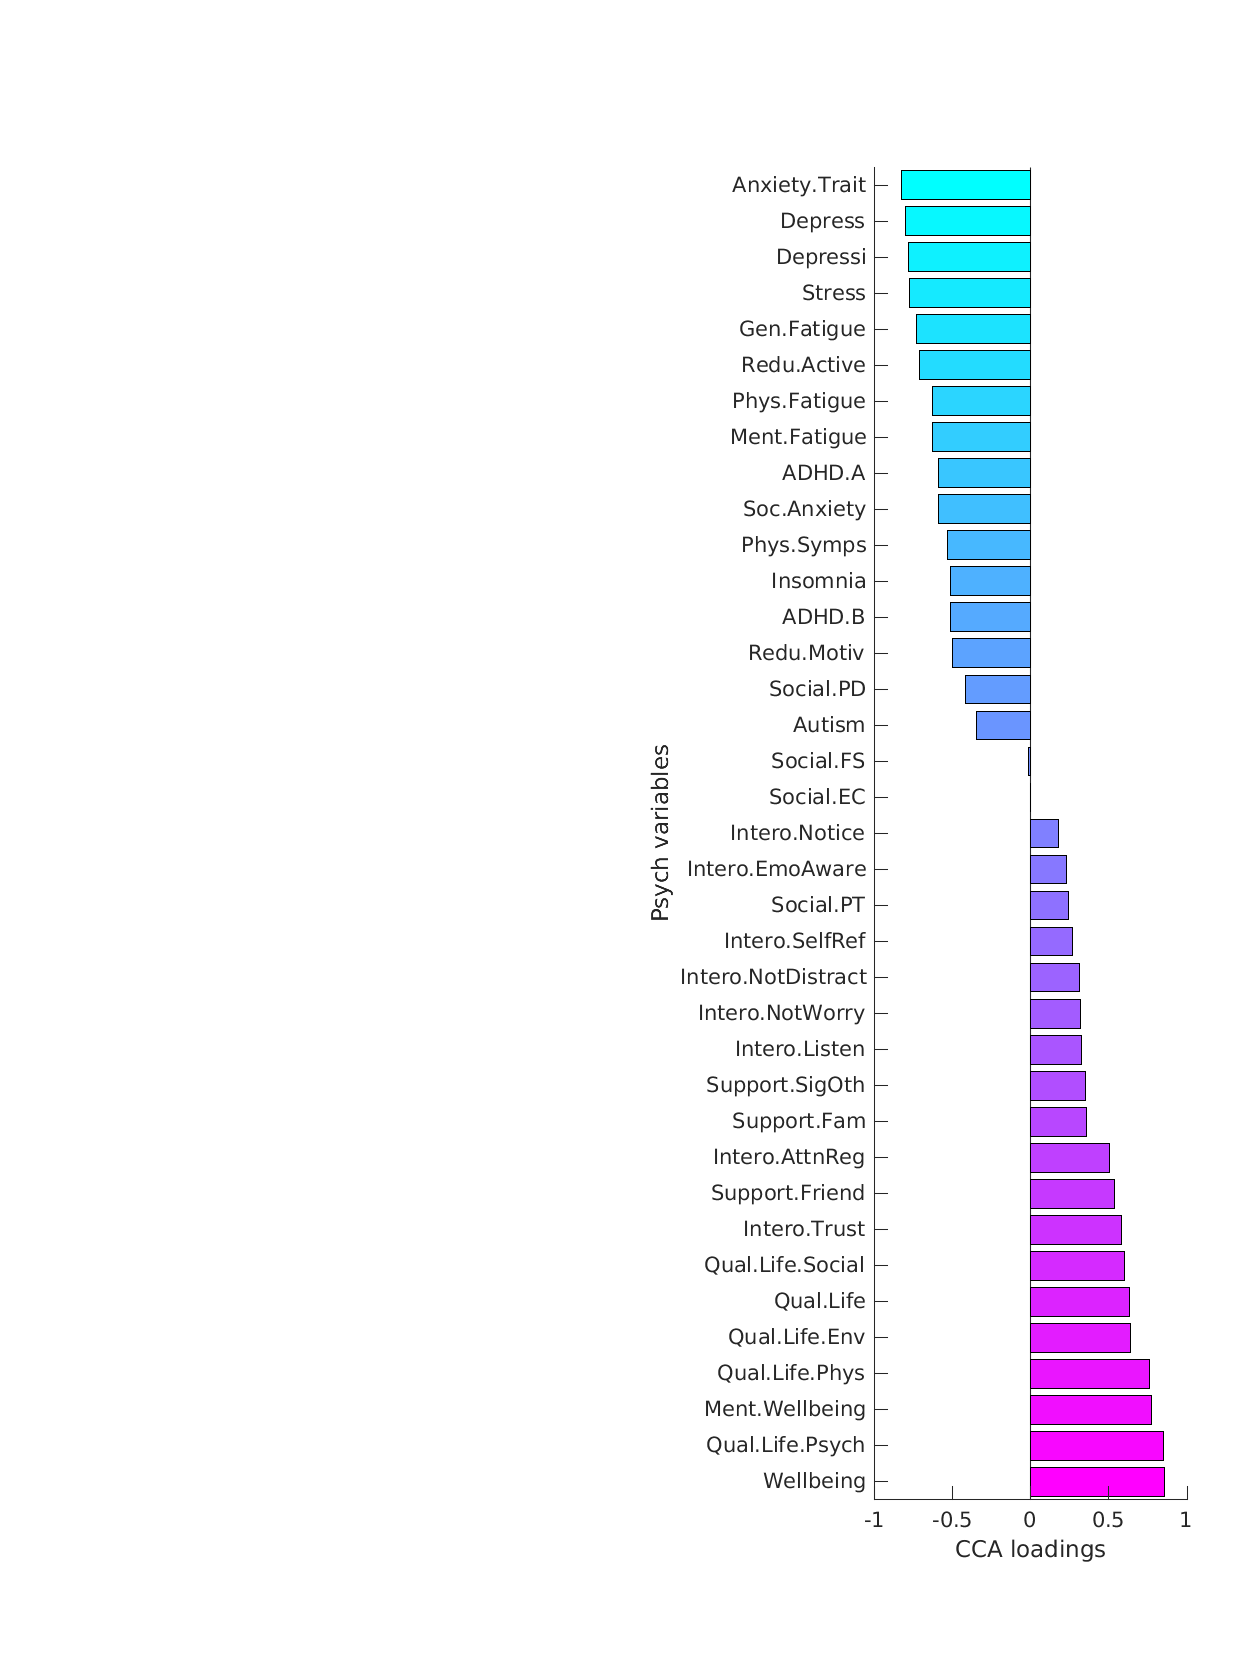 Anxiety.Trait
Depress
Depressi
Stress
Gen.Fatigue
Redu.Active
Phys.Fatigue
Ment.Fatigue
ADHD.A
Soc.Anxiety
Phys.Symps
Insomnia
ADHD.B
Redu.Motiv
Social.PD
Autism
Social.FS
Social.EC
Intero.Notice
Intero.EmoAware
Social.PT
Intero.SelfRef
Intero.NotDistract
Intero.NotWorry
Intero.Listen
Support.SigOth
Support.Fam
Intero.AttnReg
Support.Friend
Intero.Trust
Qual.Life.Social
Qual.Life
Qual.Life.Env
Qual.Life.Phys
Ment.Wellbeing
Qual.Life.Psych
Wellbeing
Psych variables
-1 -0.5 0 0.5 1
CCA loadings